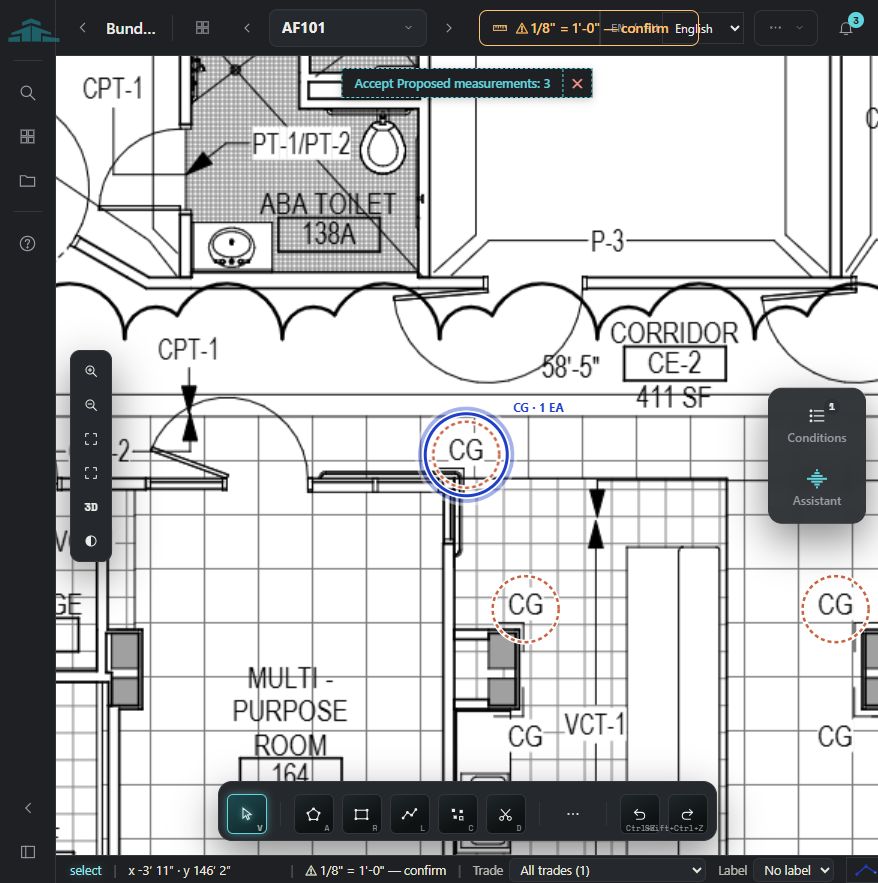 Bund...
AF101
⚠ 1/8" = 1'-0" — confirm
English
3
Accept Proposed measurements: 3
CPT-1
PT-1/PT-2
ABA TOILET
138A
P-3
CORRIDOR
CE-2
411 SF
58'-5"
CPT-1
CG · 1 EA
CG
-2
3D
1
Conditions
Assistant
CG
CG
GE
MULTI -
PURPOSE
ROOM
164
CG
VCT-1
CG
V
A
R
L
C
D
select
x -3' 11" · y 146' 2"
⚠ 1/8" = 1'-0" — confirm
Trade
All trades (1)
Label
No label